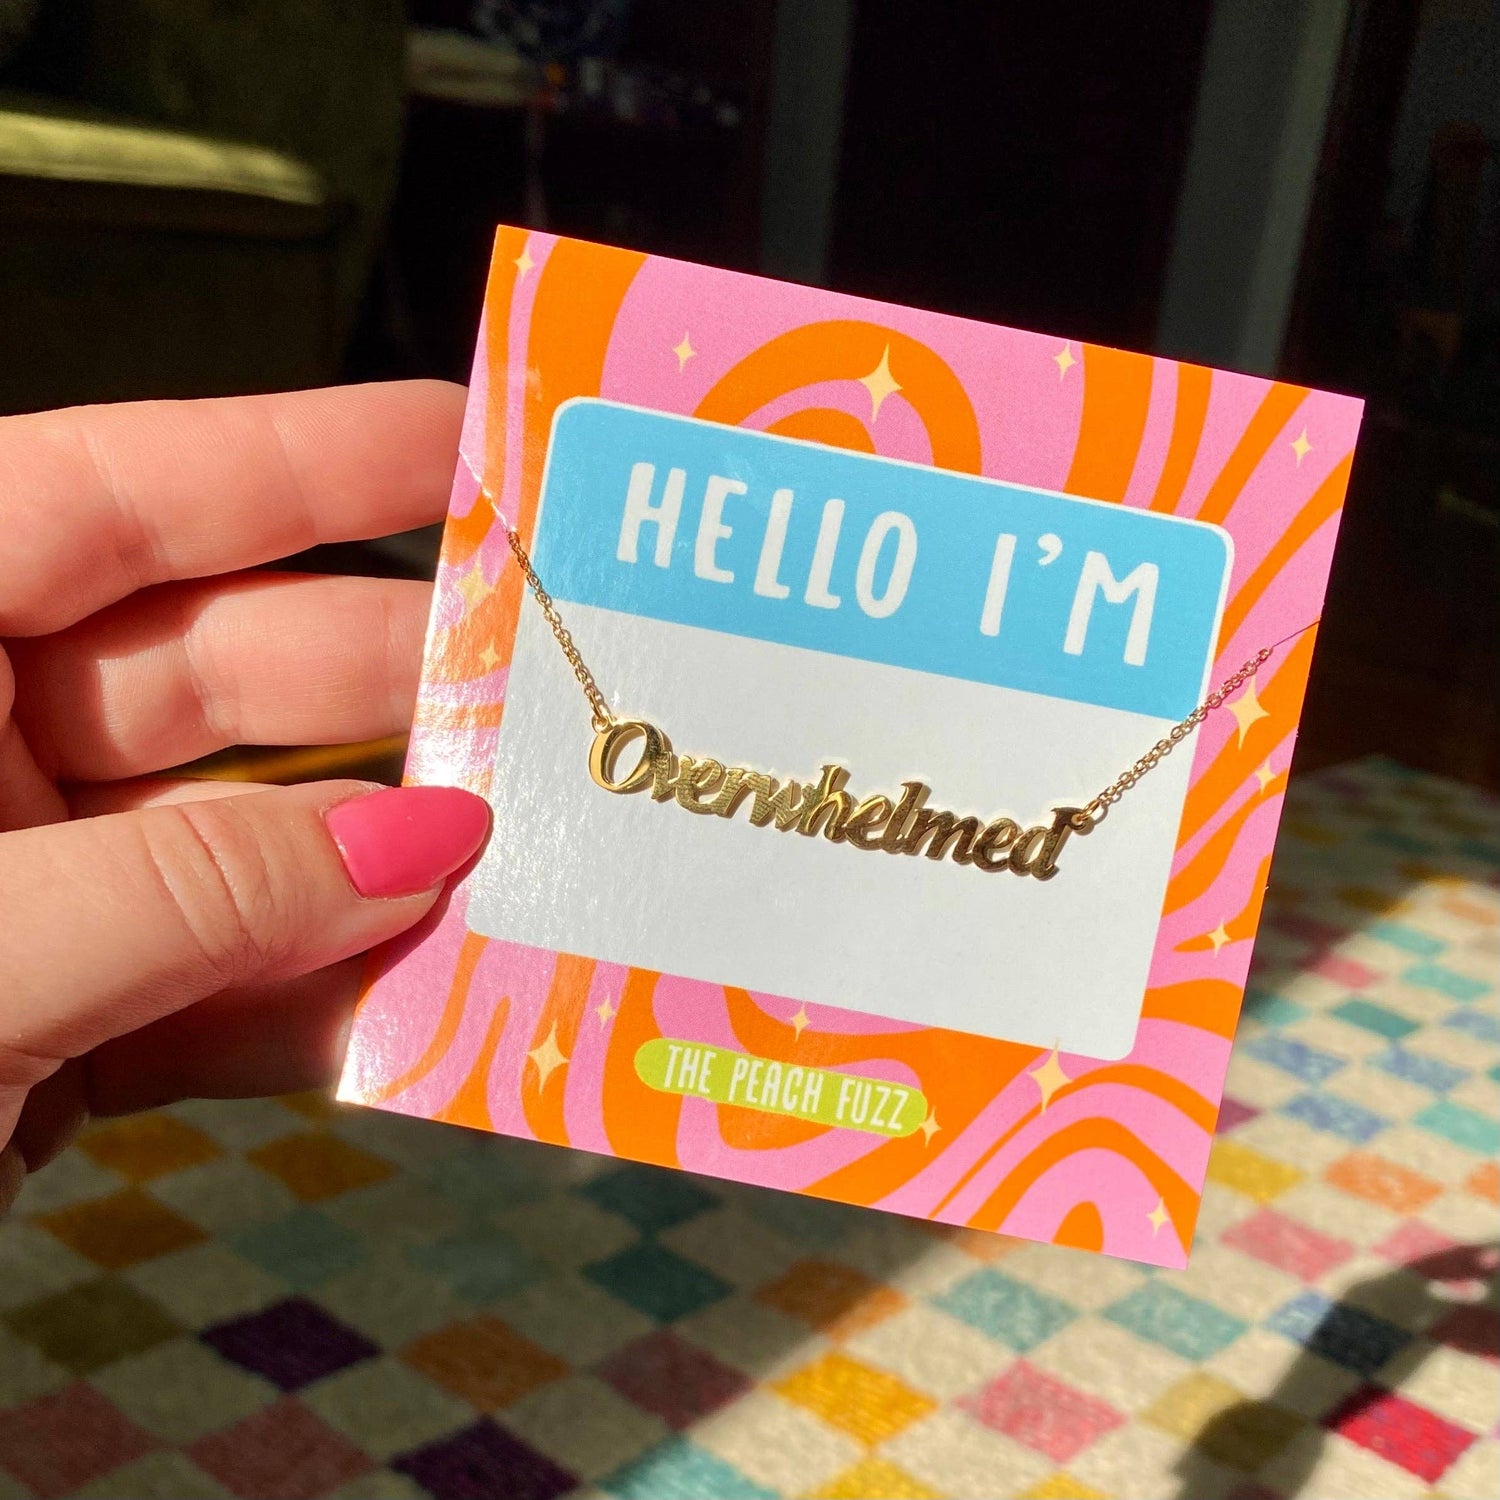 HELLO I'M
Overwhelmed
THE PEACH FUZZ